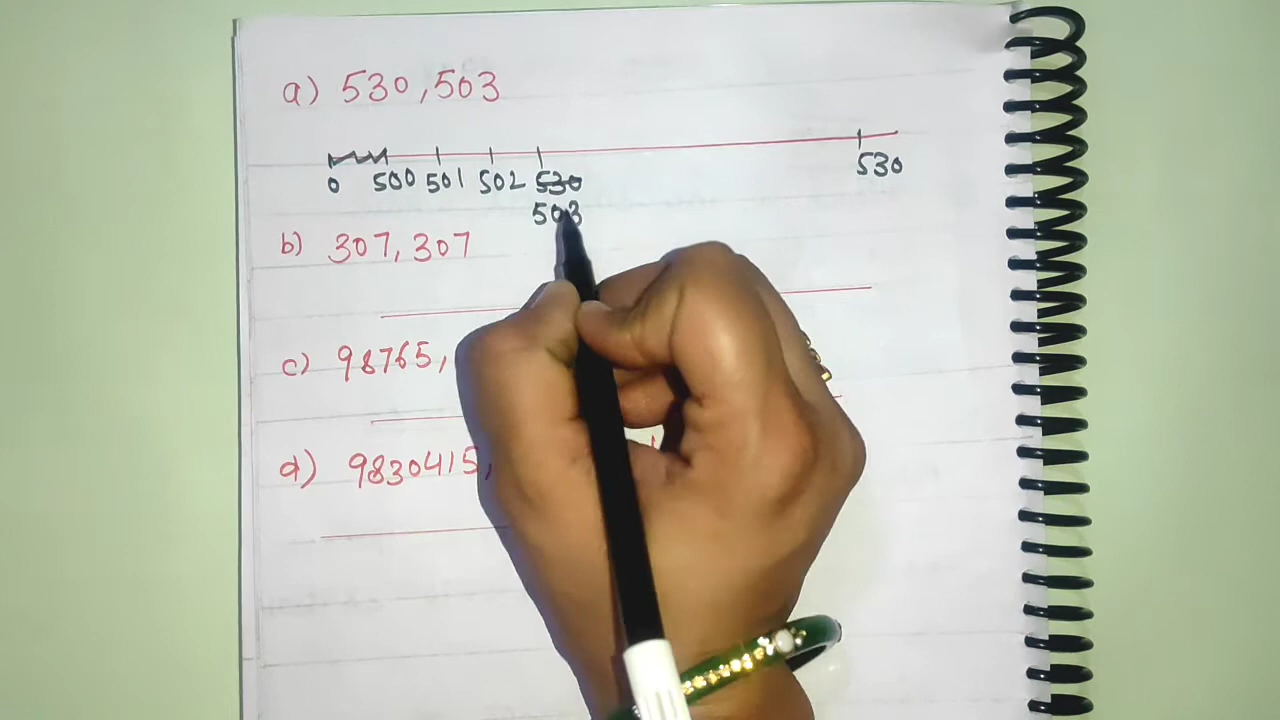 a) 530, 503
0 500 501 502 530 530
503
b) 307, 307
c) 98765,
d) 9830415,